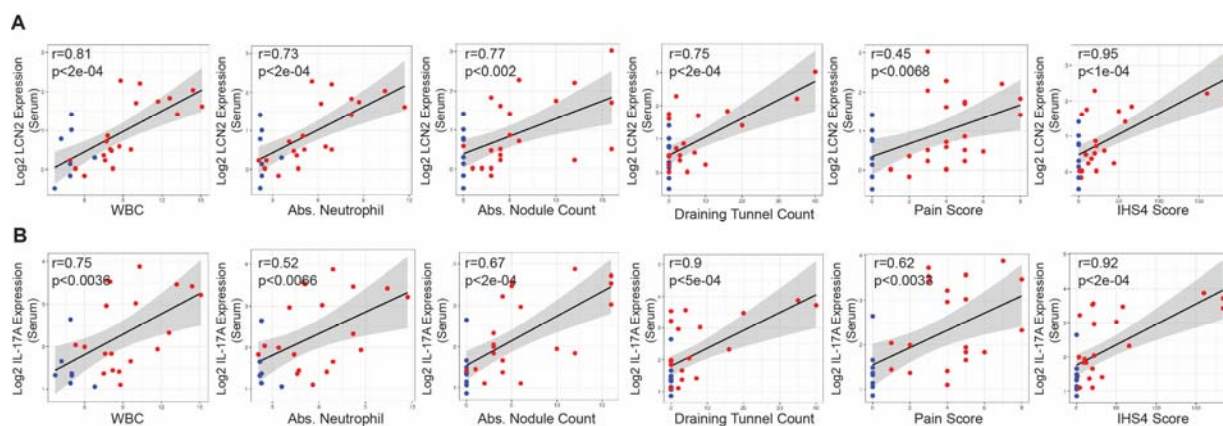 A
r=0.81
p<2e-04
Log2 LCN2 Expression
(Serum)
WBC
r=0.73
p<2e-04
Log2 LCN2 Expression
(Serum)
Abs. Neutrophil
r=0.77
p<0.002
Log2 LCN2 Expression
(Serum)
Abs. Nodule Count
r=0.75
p<2e-04
Log2 LCN2 Expression
(Serum)
Draining Tunnel Count
r=0.45
p<0.0068
Log2 LCN2 Expression
(Serum)
Pain Score
r=0.95
p<1e-04
Log2 LCN2 Expression
(Serum)
IHS4 Score
B
r=0.75
p<0.0036
Log2 IL-17A Expression
(Serum)
WBC
r=0.52
p<0.0066
Log2 IL-17A Expression
(Serum)
Abs. Neutrophil
r=0.67
p<2e-04
Log2 IL-17A Expression
(Serum)
Abs. Nodule Count
r=0.9
p<5e-04
Log2 IL-17A Expression
(Serum)
Draining Tunnel Count
r=0.62
Log2 IL-17A Expression
(Serum)
Pain Score
r=0.92
p<2e-04
Log2 IL-17A Expression
(Serum)
IHS4 Score